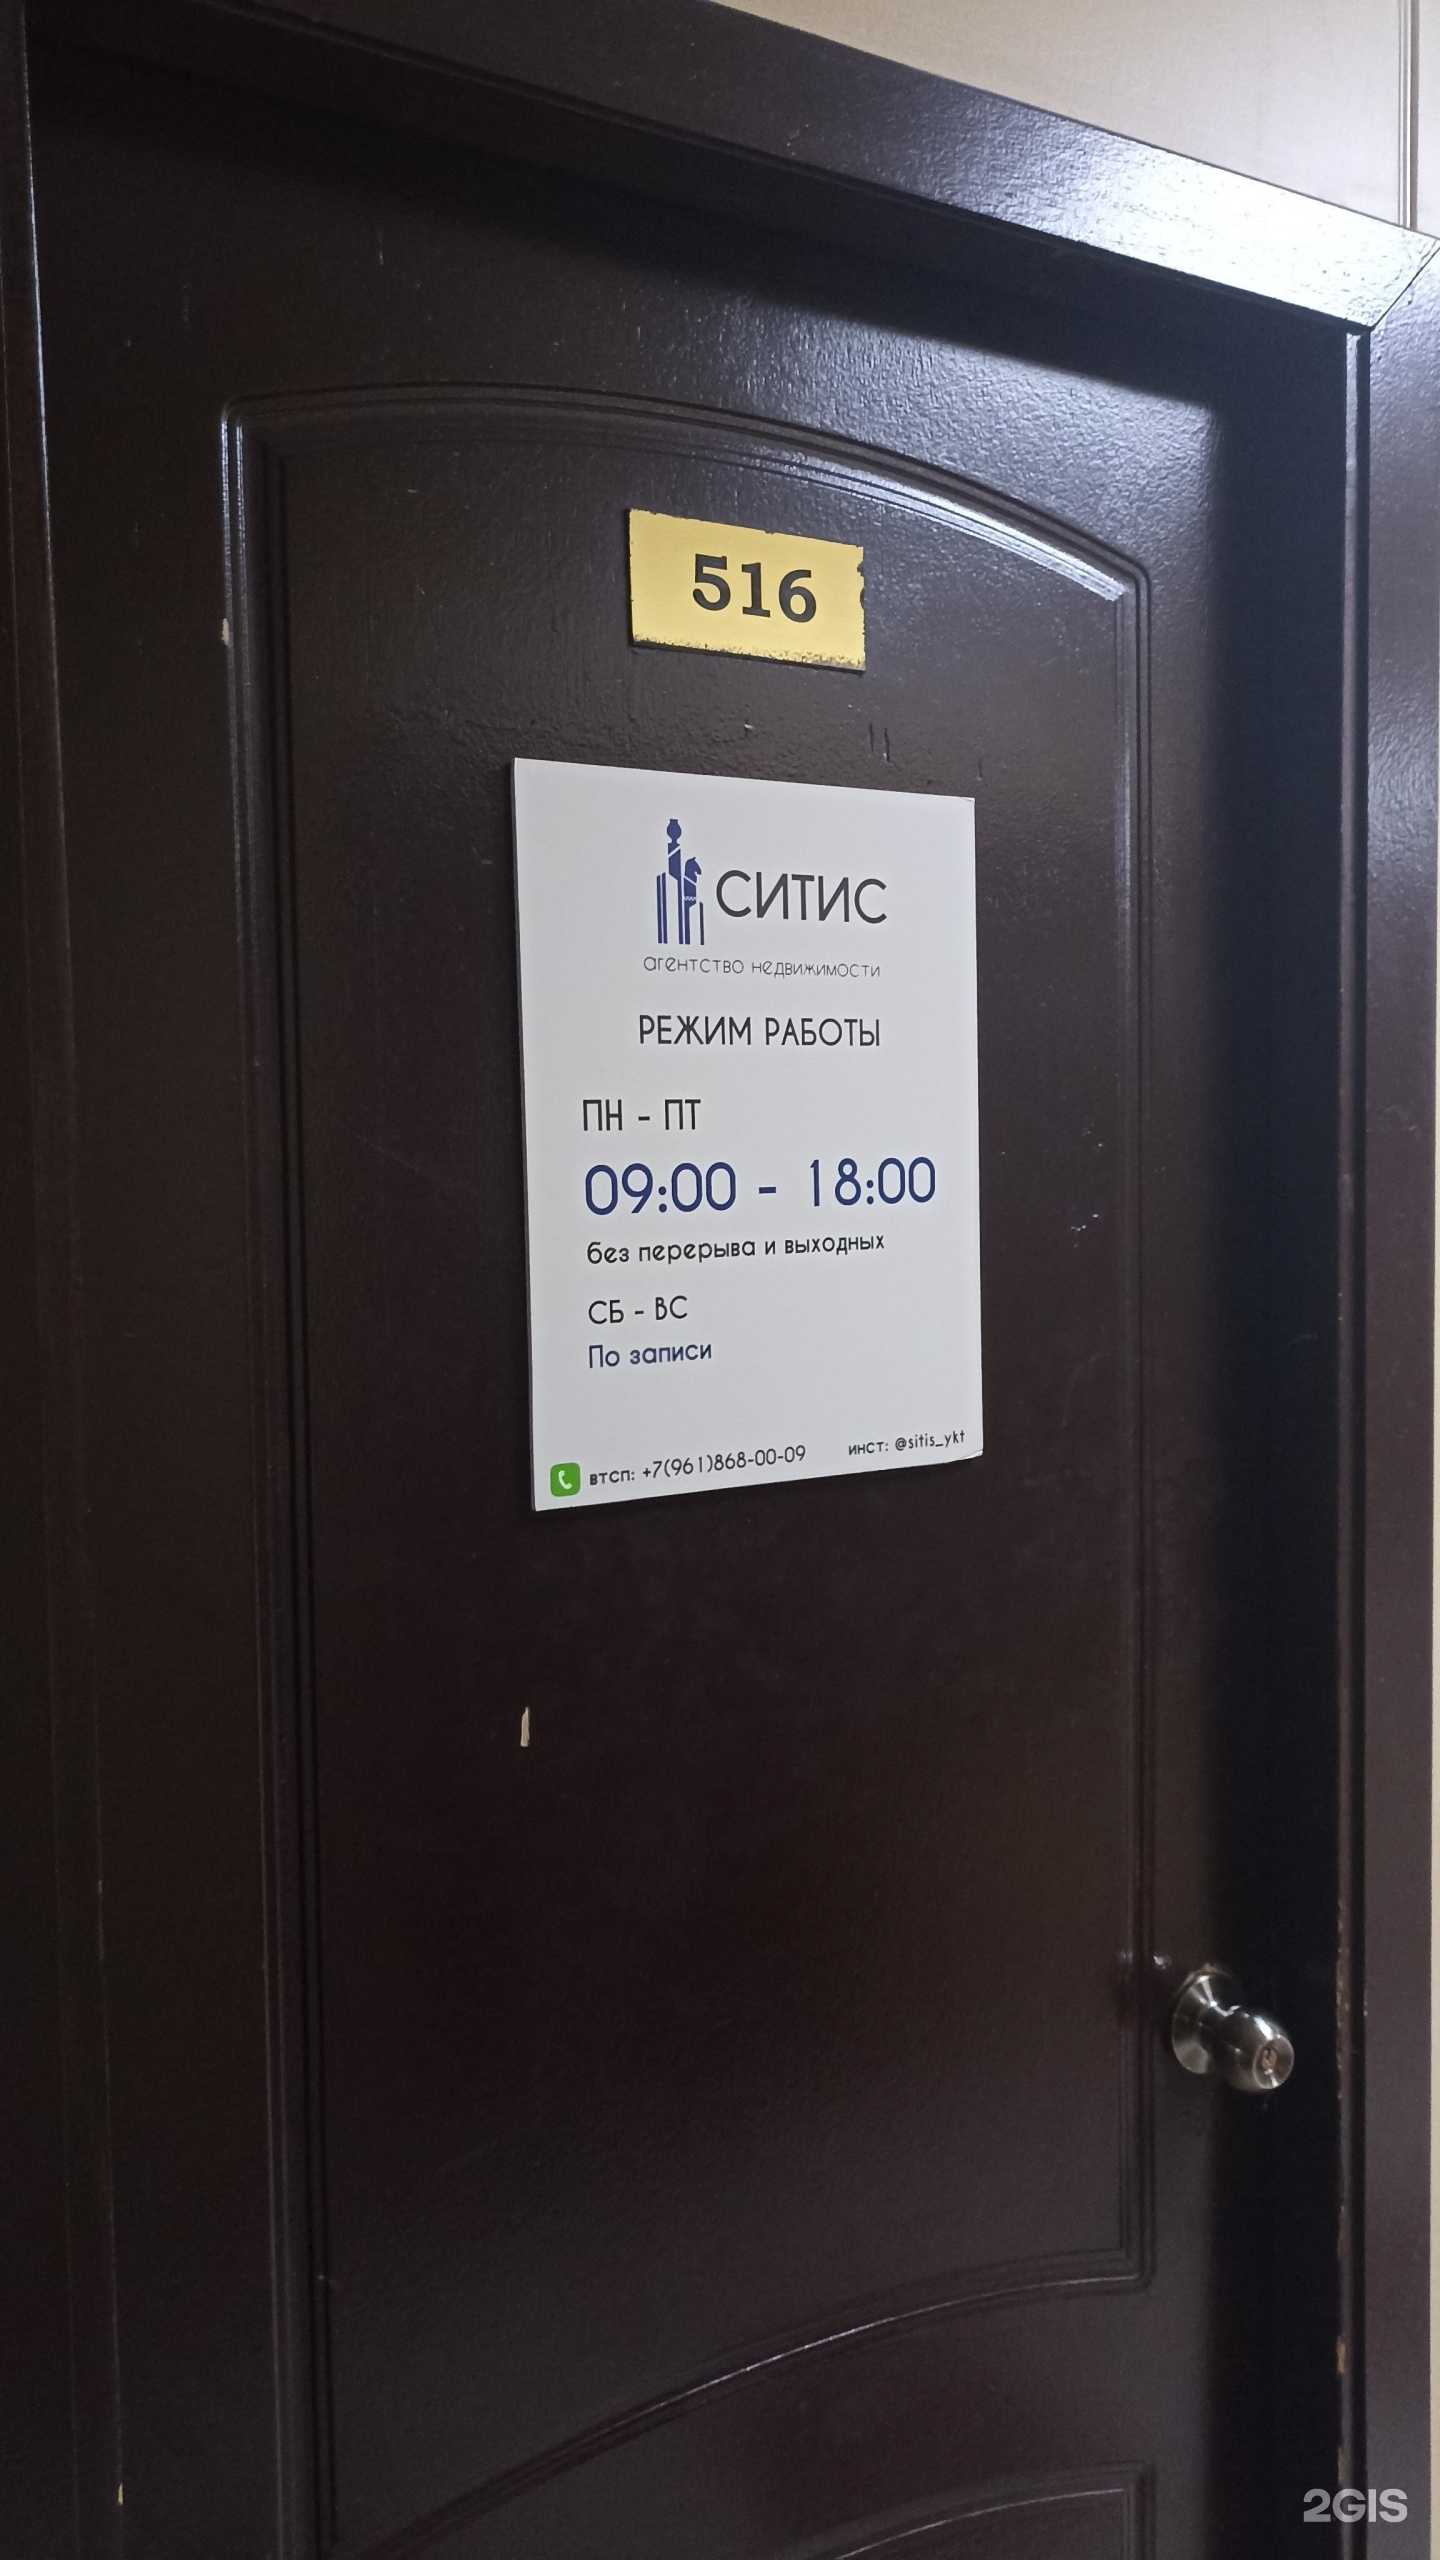 516
СИТИС
агентство недвижимости
РЕЖИМ РАБОТЫ
ПН - ПТ
09:00 - 18:00
без перерыва и выходных
СБ - ВС
По записи
втсп: +7(961)868-00-09 инст: @sitis_ykt
2GIS